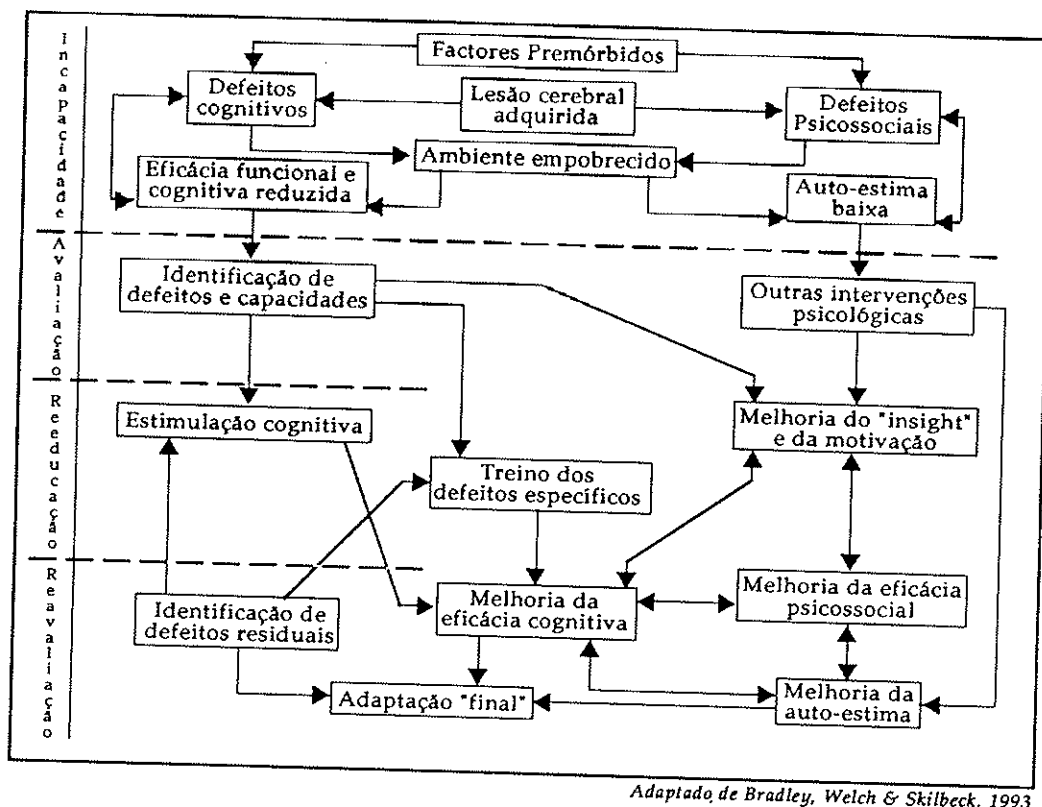 Incapacidade
Factores Premórbidos
Defeitos
cognitivos
Lesão cerebral
adquirida
Defeitos
Psicossociais
Ambiente empobrecido
Eficácia funcional e
cognitiva reduzida
Auto-estima
baixa
Avaliação
Identificação de
defeitos e capacidades
Outras intervenções
psicológicas
Reeducação
Estimulação cognitiva
Melhoria do "insight"
e da motivação
Treino dos
defeitos específicos
Reavaliação
Identificação de
defeitos residuais
Melhoria da
eficácia cognitiva
Melhoria da eficácia
psicossocial
Adaptação "final"
Melhoria da
auto-estima
Adaptado de Bradley, Welch & Skilbeck, 1993